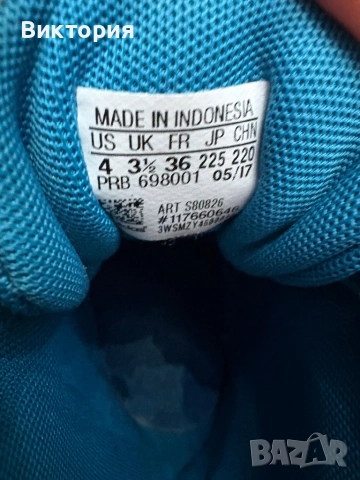 Виктория
MADE IN INDONESIA
US UK FR JP CHN
4 3½ 36 225 220
PRB 698001 05/17
ART S80826
#117660646
BAZAR